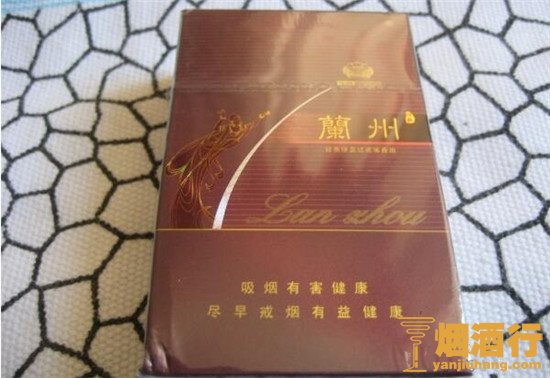 蘭州
Lan zhou
吸烟有害健康
尽早戒烟有益健康
烟酒行
yanjiuhang.com